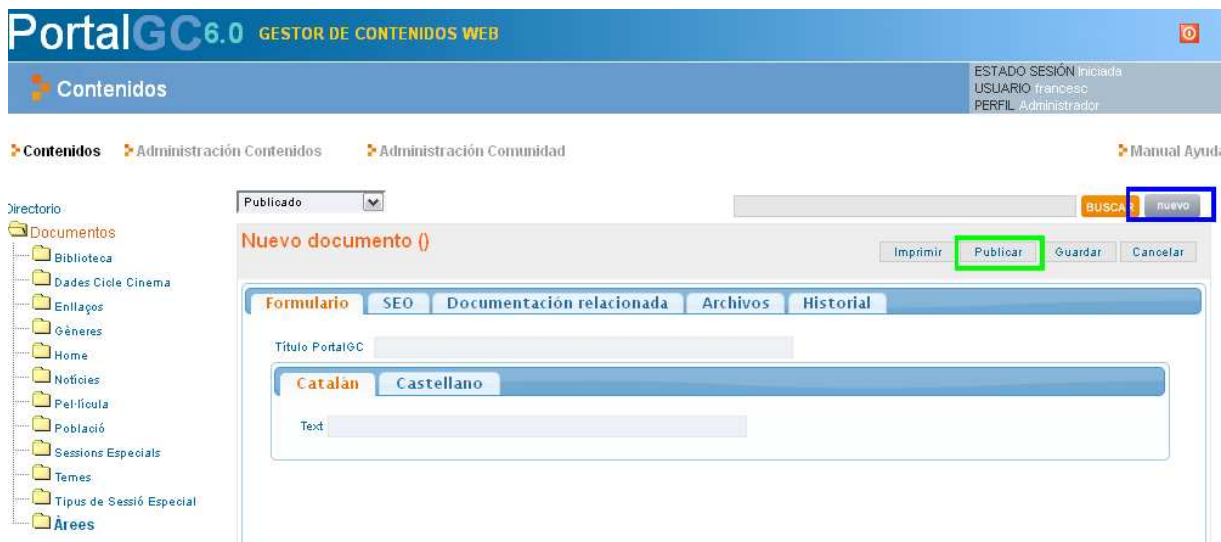 PortalGC6.0 GESTOR DE CONTENIDOS WEB
Contenidos
ESTADO SESIÓN Iniciada
USUARIO francesc
PERFIL Administrador
Contenidos Administración Contenidos Administración Comunidad Manual Ayuda
Directorio
Publicado BUSCAR nuevo
Documentos
Nuevo documento () Imprimir Publicar Guardar Cancelar
Biblioteca
Dades Cicle Cinema
Enllaços
Gèneres
Home
Notícies
Pel·lícula
Població
Sessions Especials
Temes
Tipus de Sessió Especial
Àrees
Formulario SEO Documentación relacionada Archivos Historial
Título PortalGC
Catalàn Castellano
Text